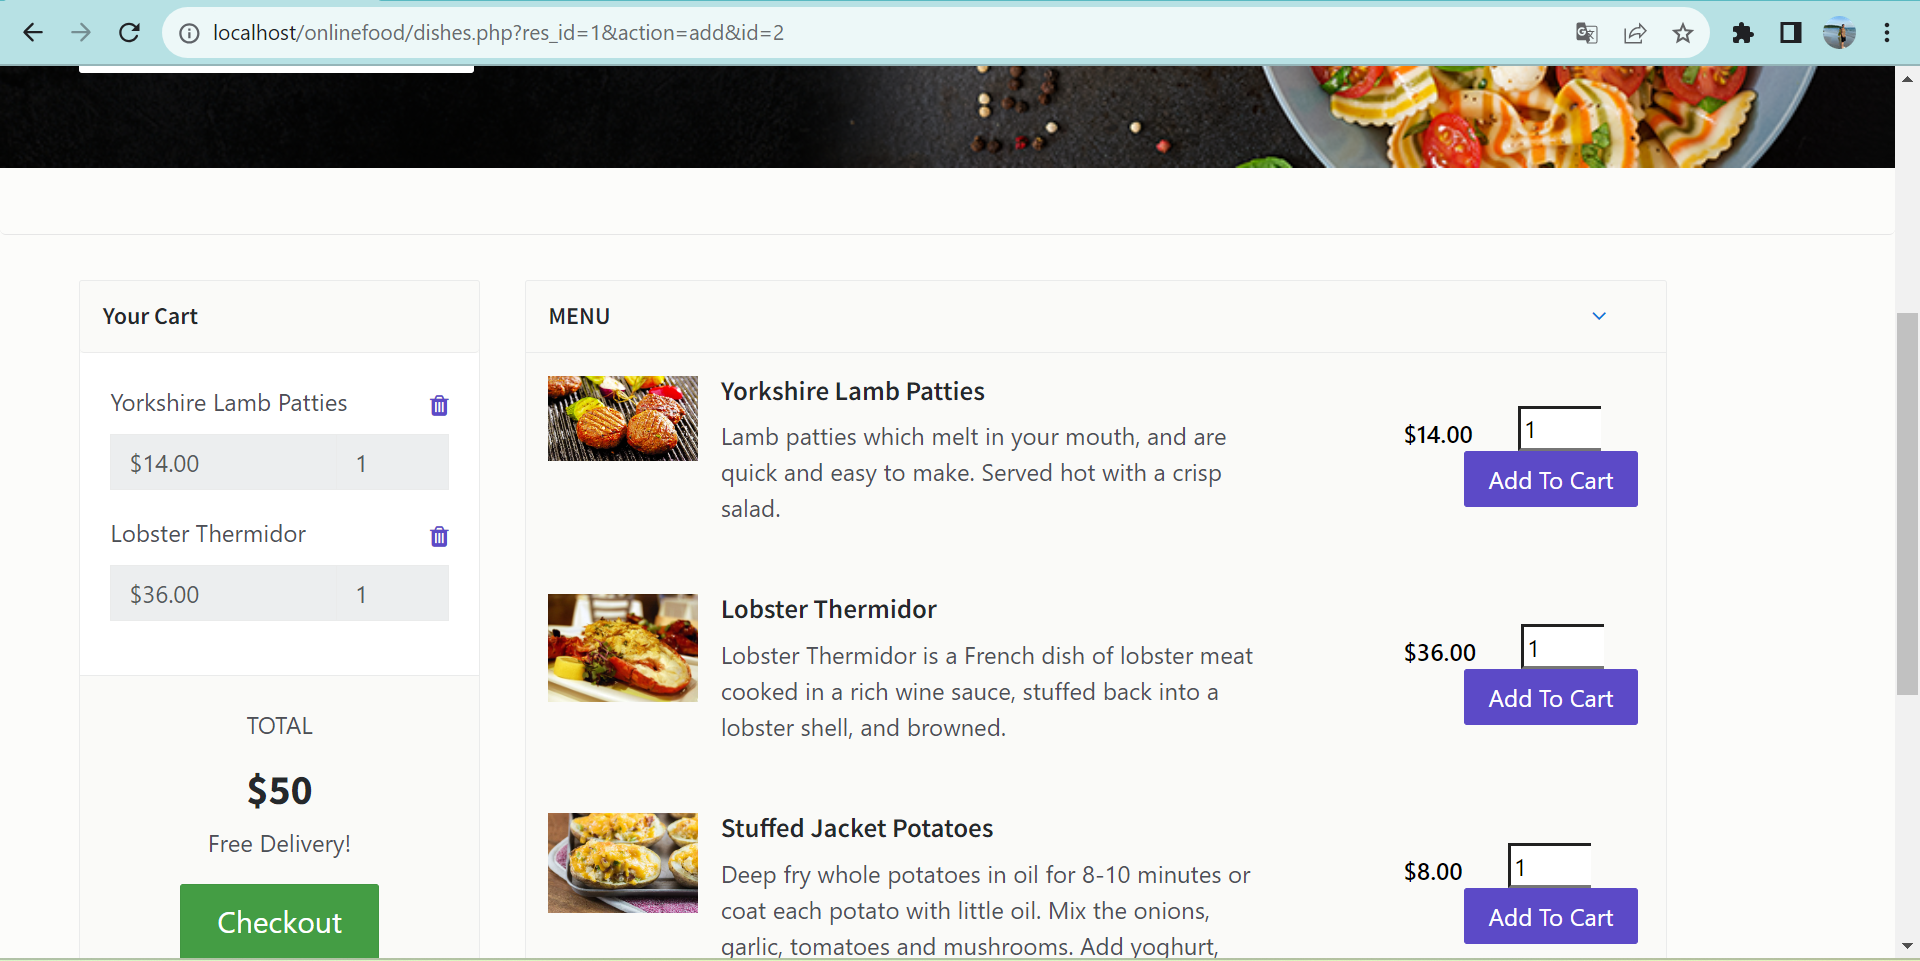 localhost/onlinefood/dishes.php?res_id=1&action=add&id=2
Your Cart
Yorkshire Lamb Patties
$14.00 1
Lobster Thermidor
$36.00 1
TOTAL
$50
Free Delivery!
Checkout
MENU
Yorkshire Lamb Patties
Lamb patties which melt in your mouth, and are
quick and easy to make. Served hot with a crisp
salad.
$14.00 1
Add To Cart
Lobster Thermidor
Lobster Thermidor is a French dish of lobster meat
cooked in a rich wine sauce, stuffed back into a
lobster shell, and browned.
$36.00 1
Add To Cart
Stuffed Jacket Potatoes
Deep fry whole potatoes in oil for 8-10 minutes or
coat each potato with little oil. Mix the onions,
garlic, tomatoes and mushrooms. Add yoghurt,
$8.00 1
Add To Cart